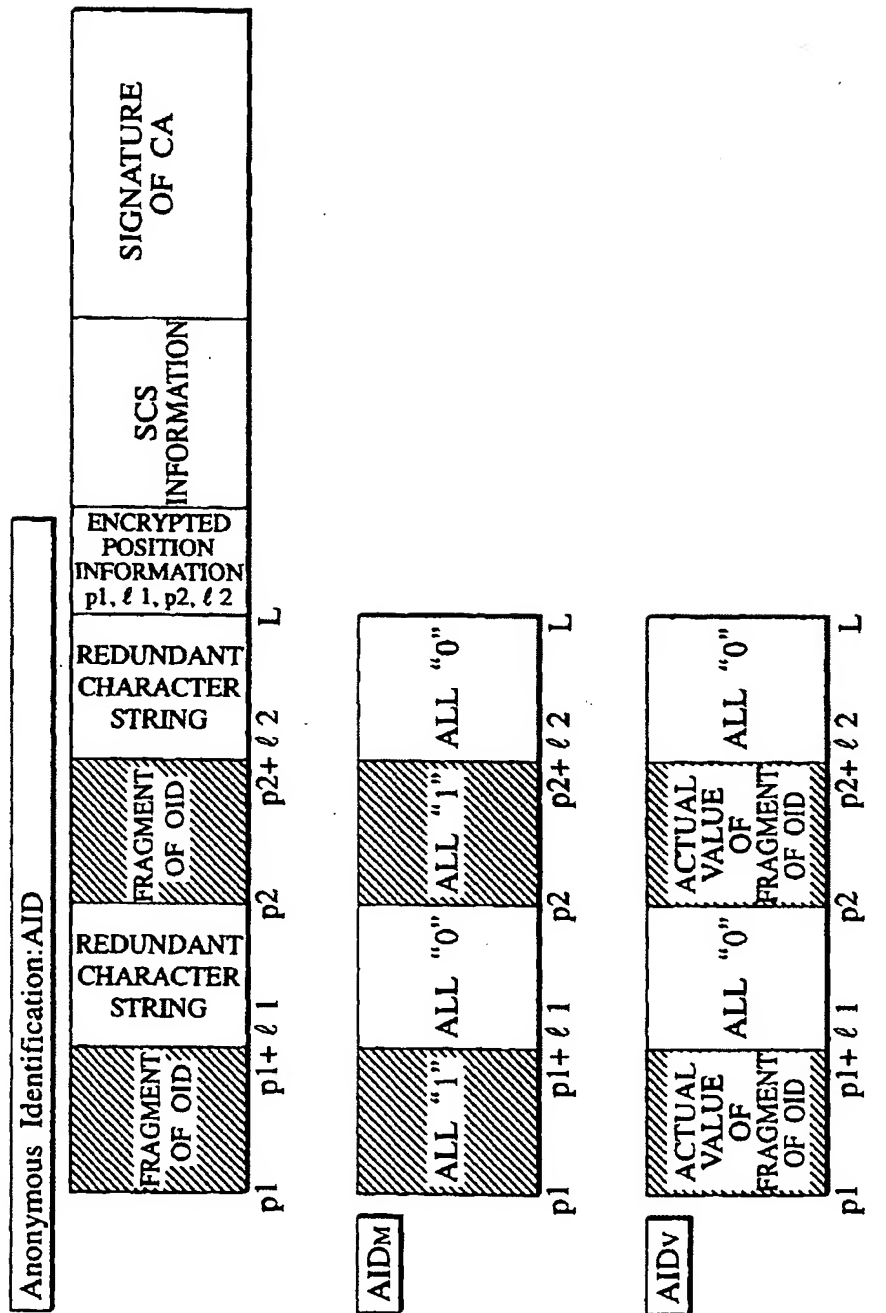 Anonymous Identification:AID
FRAGMENT
OF OID
REDUNDANT
CHARACTER
STRING
FRAGMENT
OF OID
REDUNDANT
CHARACTER
STRING
ENCRYPTED
POSITION
INFORMATION
p1, ℓ 1, p2, ℓ 2
SCS
INFORMATION
SIGNATURE
OF CA
p1
p1+ ℓ 1
p2
p2+ ℓ 2
L
AIDM
ALL “1”
ALL “0”
ALL “1”
ALL “0”
p1
p1+ ℓ 1
p2
p2+ ℓ 2
L
AIDV
ACTUAL
VALUE
OF
FRAGMENT
OF OID
ALL “0”
ACTUAL
VALUE
OF
FRAGMENT
OF OID
ALL “0”
p1
p1+ ℓ 1
p2
p2+ ℓ 2
L